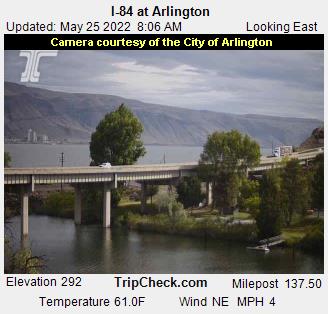 I-84 at Arlington
Updated: May 25 2022 8:06 AM Looking East
Camera courtesy of the City of Arlington
Elevation 292 TripCheck.com Milepost 137.50
Temperature 61.0F Wind NE MPH 4